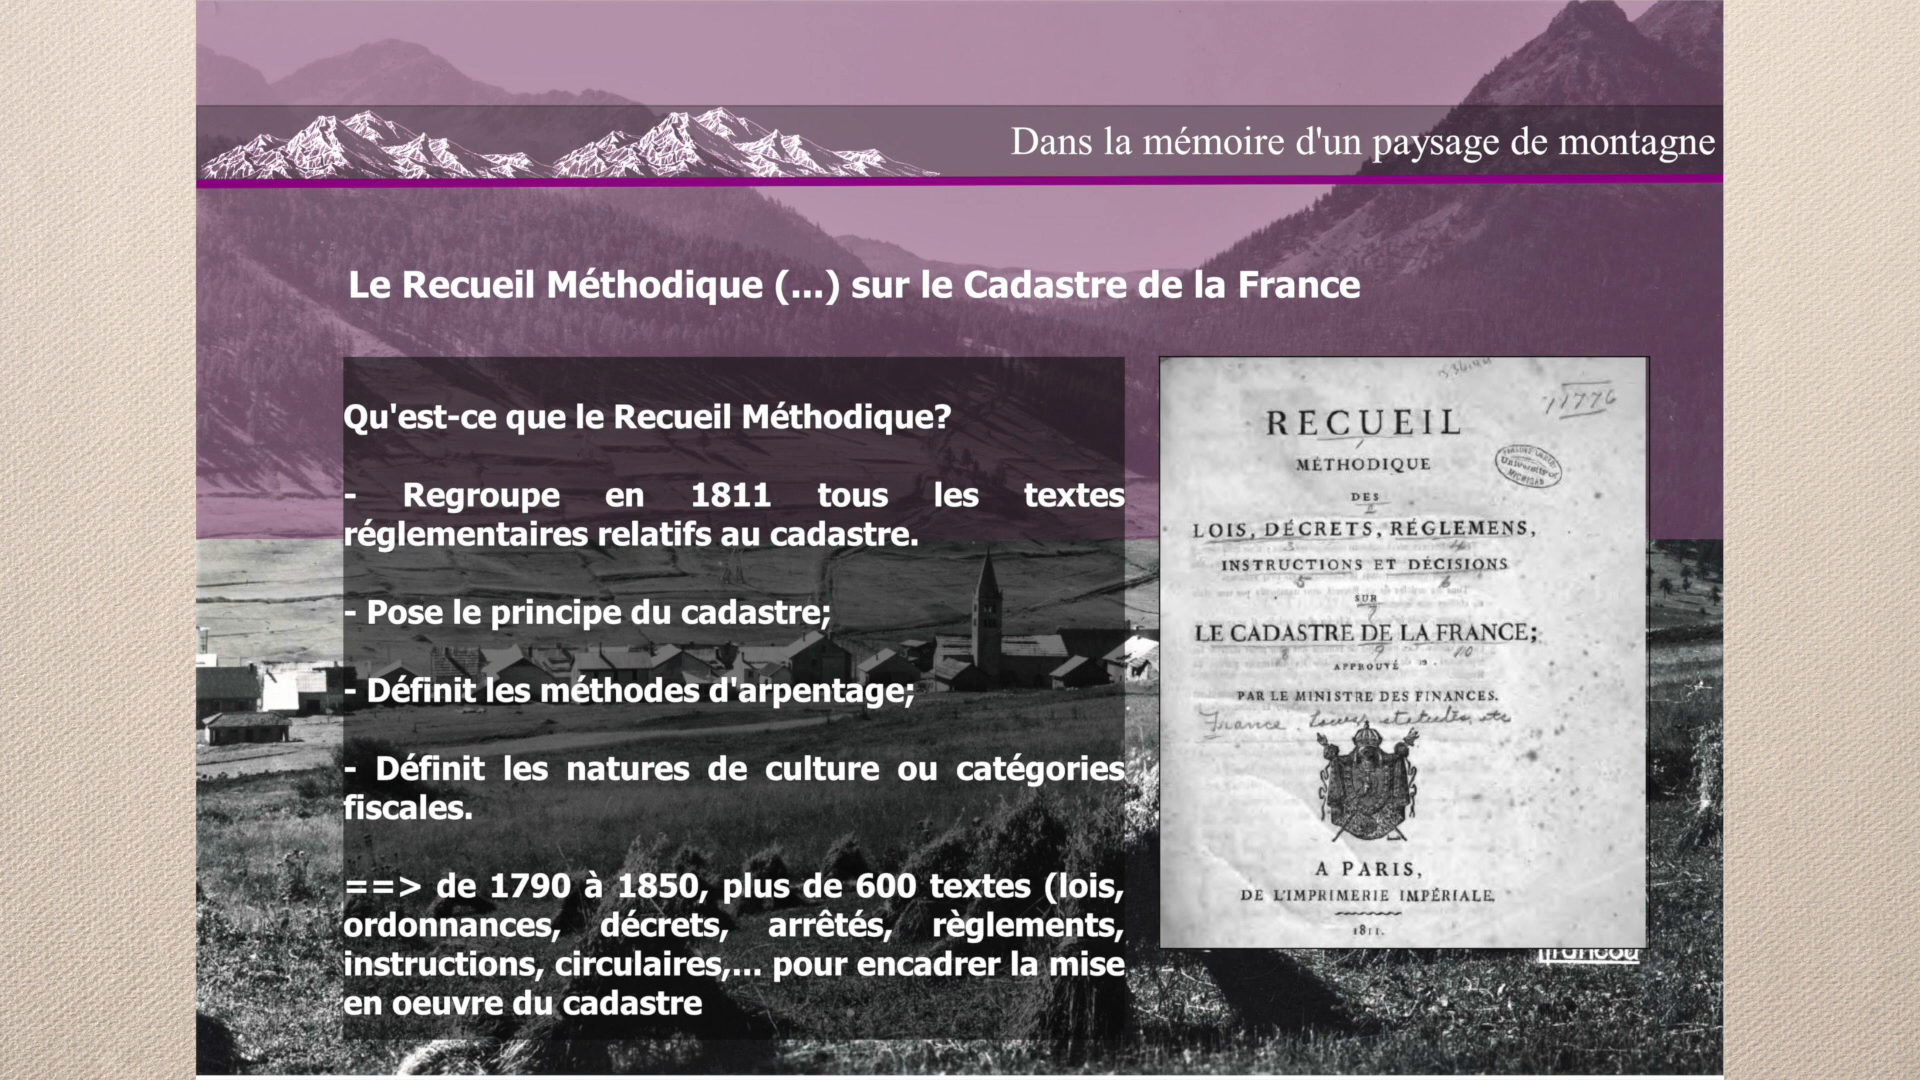 Dans la mémoire d'un paysage de montagne
Le Recueil Méthodique (...) sur le Cadastre de la France
Qu'est-ce que le Recueil Méthodique?
- Regroupe en 1811 tous les textes
réglementaires relatifs au cadastre.
- Pose le principe du cadastre;
- Définit les méthodes d'arpentage;
- Définit les natures de culture ou catégories
fiscales.
==> de 1790 à 1850, plus de 600 textes (lois,
ordonnances, décrets, arrêtés, règlements,
instructions, circulaires,... pour encadrer la mise
en oeuvre du cadastre
11776
RECUEIL
MÉTHODIQUE
DES
LOIS, DÉCRETS, RÉGLEMENS,
INSTRUCTIONS ET DÉCISIONS
SUR
LE CADASTRE DE LA FRANCE;
APPROUVÉ
PAR LE MINISTRE DES FINANCES.
France. Laws, statutes, etc
A PARIS,
DE L'IMPRIMERIE IMPÉRIALE.
1811.